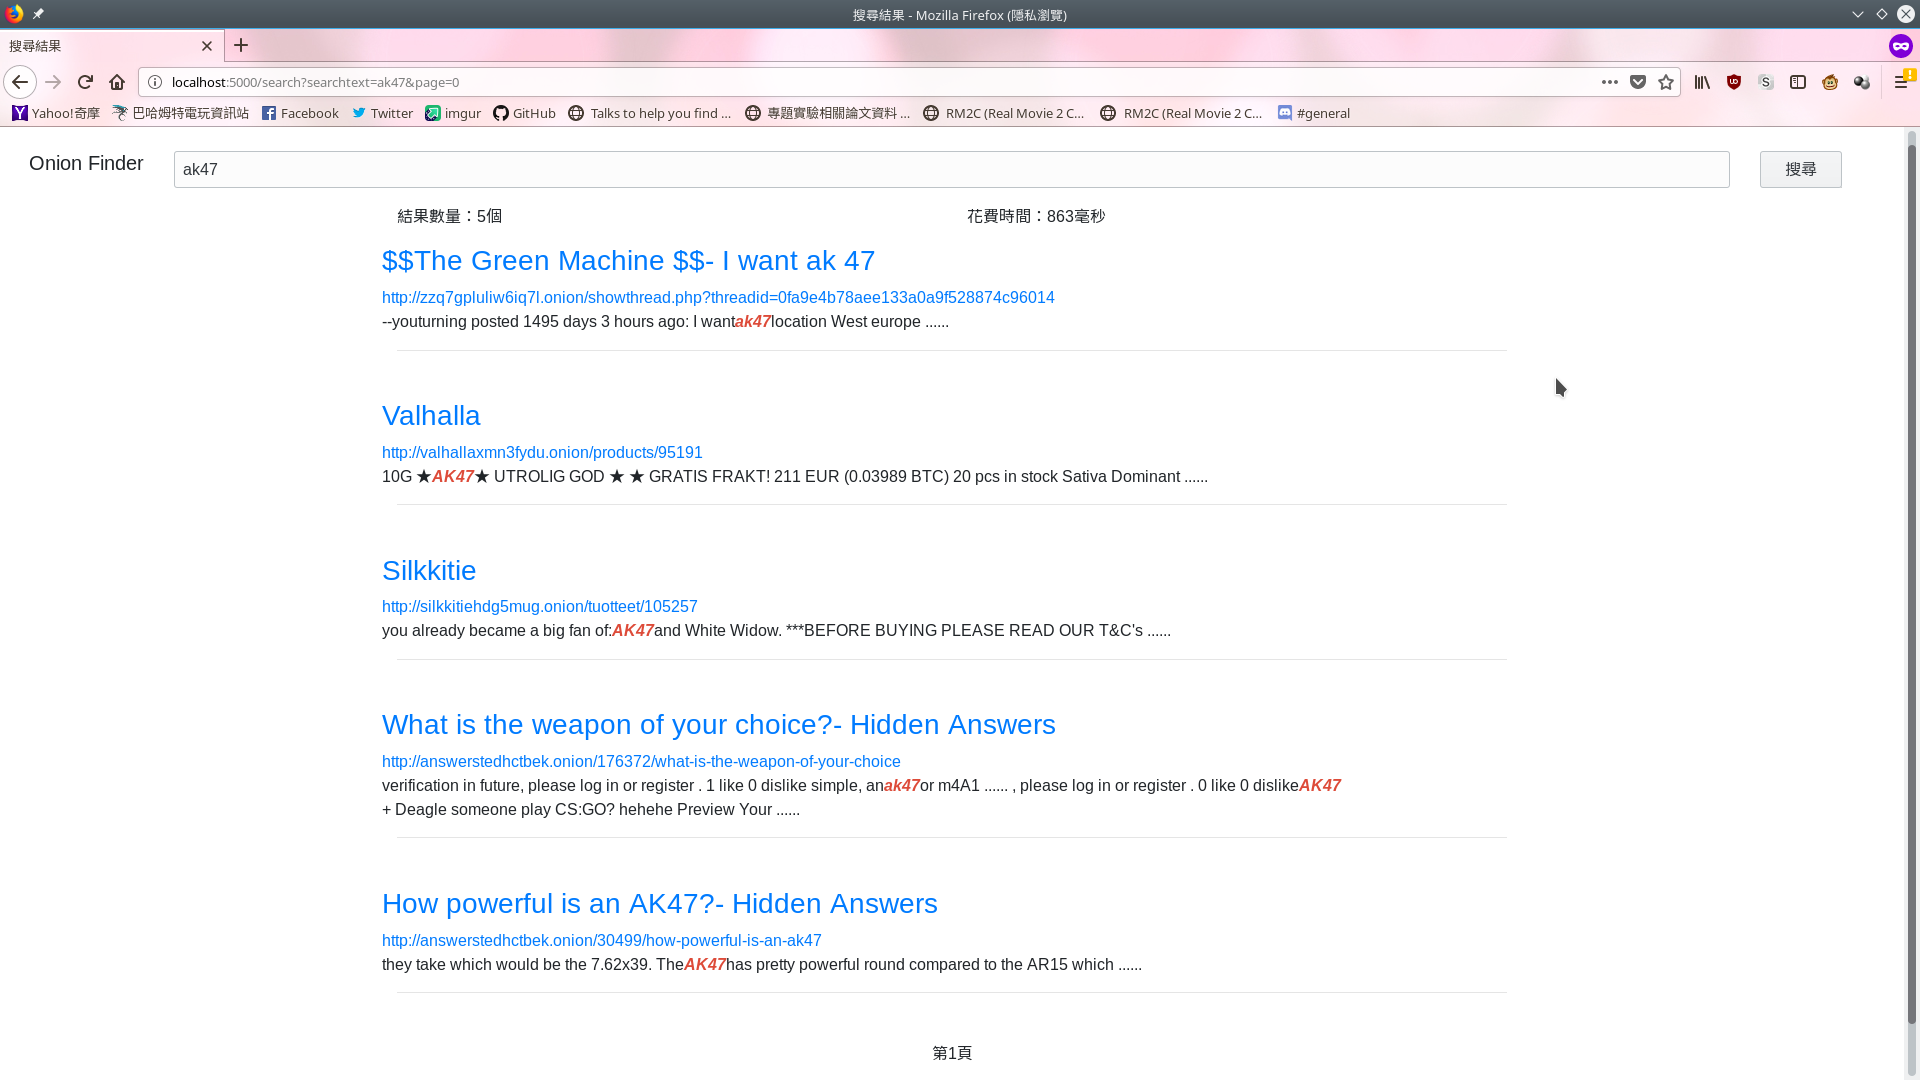 搜尋結果 - Mozilla Firefox (隱私瀏覽)
搜尋結果
localhost:5000/search?searchtext=ak47&page=0
Yahoo!奇摩 巴哈姆特電玩資訊站 Facebook Twitter imgur GitHub Talks to help you find ... 專題實驗相關論文資料 ... RM2C (Real Movie 2 C... RM2C (Real Movie 2 C... #general
Onion Finder ak47 搜尋
結果數量：5個 花費時間：863毫秒
$$The Green Machine $$- I want ak 47
http://zzq7gpluliw6iq7l.onion/showthread.php?threadid=0fa9e4b78aee133a0a9f528874c96014
--youturning posted 1495 days 3 hours ago: I wantak47location West europe ......
Valhalla
http://valhallaxmn3fydu.onion/products/95191
10G ★AK47★ UTROLIG GOD ★ ★ GRATIS FRAKT! 211 EUR (0.03989 BTC) 20 pcs in stock Sativa Dominant ......
Silkkitie
http://silkkitiehdg5mug.onion/tuotteet/105257
you already became a big fan of:AK47and White Widow. ***BEFORE BUYING PLEASE READ OUR T&C's ......
What is the weapon of your choice?- Hidden Answers
http://answerstedhctbek.onion/176372/what-is-the-weapon-of-your-choice
verification in future, please log in or register . 1 like 0 dislike simple, anak47or m4A1 ...... , please log in or register . 0 like 0 dislikeAK47
+ Deagle someone play CS:GO? hehehe Preview Your ......
How powerful is an AK47?- Hidden Answers
http://answerstedhctbek.onion/30499/how-powerful-is-an-ak47
they take which would be the 7.62x39. TheAK47has pretty powerful round compared to the AR15 which ......
第1頁